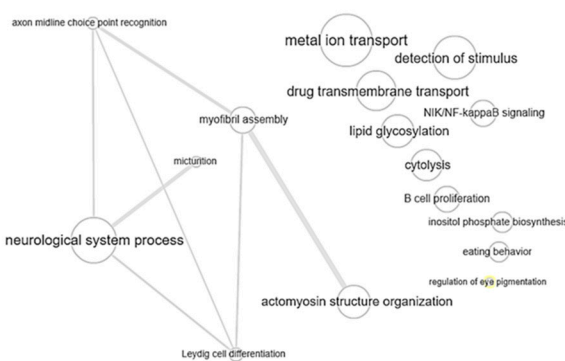 axon midline choice point recognition
metal ion transport
detection of stimulus
drug transmembrane transport
NIK/NF-kappaB signaling
myofibril assembly
lipid glycosylation
micturition
cytolysis
B cell proliferation
inositol phosphate biosynthesis
neurological system process
eating behavior
regulation of eye pigmentation
actomyosin structure organization
Leydig cell differentiation